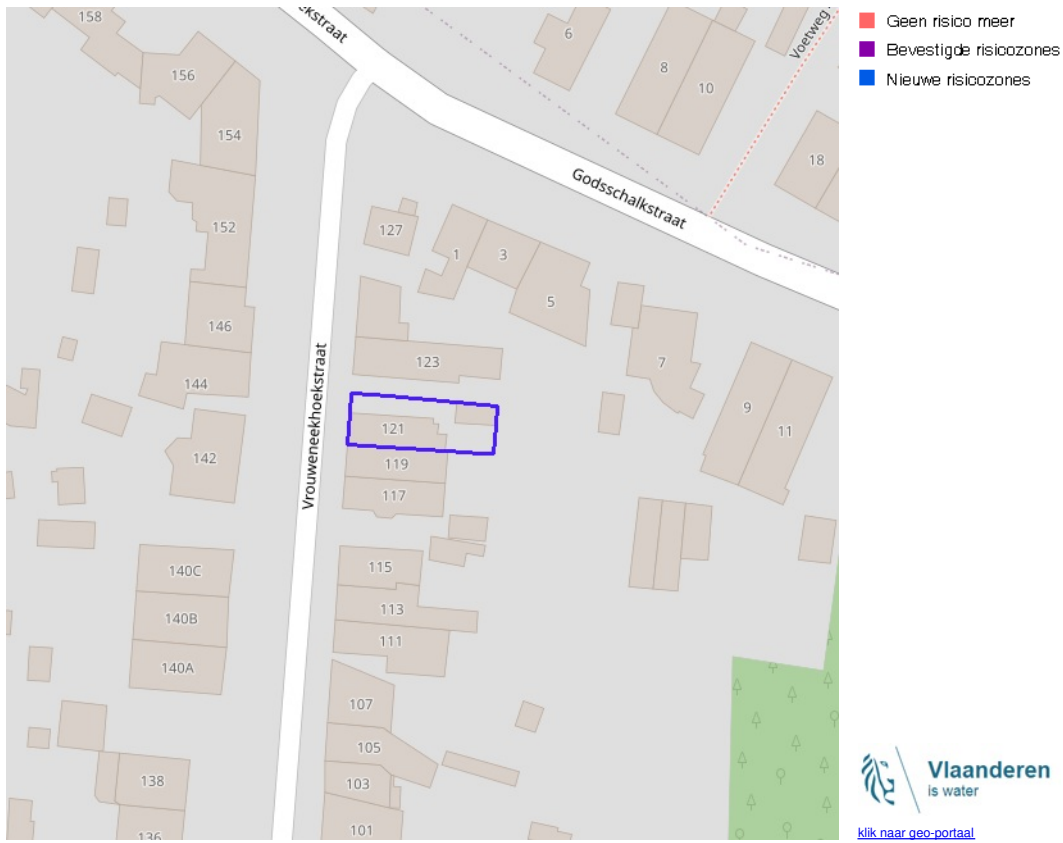 158
ekstraat
6
Voetweg
Geen risico meer
156
8
Bevestigde risicozones
10
Nieuwe risicozones
154
18
Godsschalkstraat
152
127
1
3
5
146
Vrouweneekhoekstraat
123
7
144
9
121
11
142
119
117
140C
115
140B
113
111
140A
107
105
138
103
136
101
Vlaanderen
is water
klik naar geo-portaal